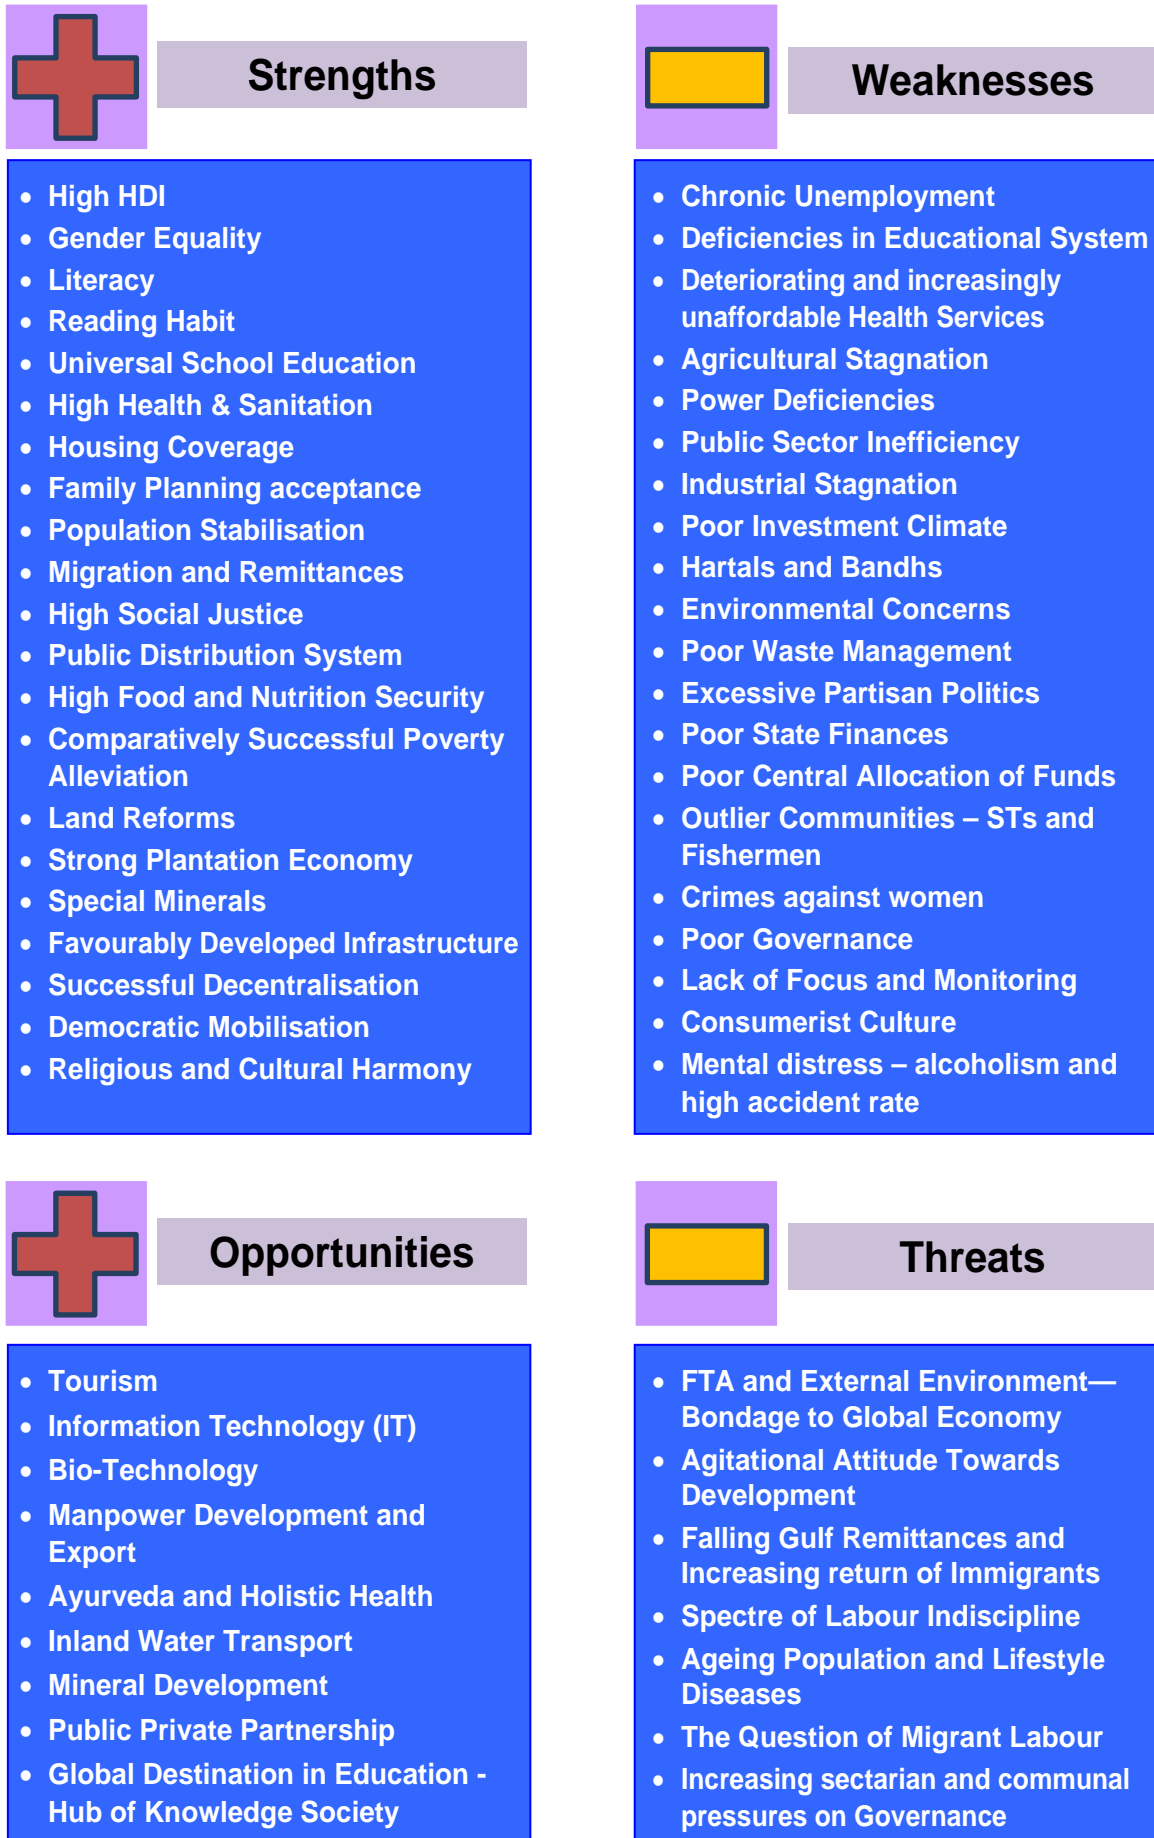 Strengths
• High HDI
• Gender Equality
• Literacy
• Reading Habit
• Universal School Education
• High Health & Sanitation
• Housing Coverage
• Family Planning acceptance
• Population Stabilisation
• Migration and Remittances
• High Social Justice
• Public Distribution System
• High Food and Nutrition Security
• Comparatively Successful Poverty
Alleviation
• Land Reforms
• Strong Plantation Economy
• Special Minerals
• Favourably Developed Infrastructure
• Successful Decentralisation
• Democratic Mobilisation
• Religious and Cultural Harmony
Weaknesses
• Chronic Unemployment
• Deficiencies in Educational System
• Deteriorating and increasingly
unaffordable Health Services
• Agricultural Stagnation
• Power Deficiencies
• Public Sector Inefficiency
• Industrial Stagnation
• Poor Investment Climate
• Hartals and Bandhs
• Environmental Concerns
• Poor Waste Management
• Excessive Partisan Politics
• Poor State Finances
• Poor Central Allocation of Funds
• Outlier Communities – STs and
Fishermen
• Crimes against women
• Poor Governance
• Lack of Focus and Monitoring
• Consumerist Culture
• Mental distress – alcoholism and
high accident rate
Opportunities
• Tourism
• Information Technology (IT)
• Bio-Technology
• Manpower Development and
Export
• Ayurveda and Holistic Health
• Inland Water Transport
• Mineral Development
• Public Private Partnership
• Global Destination in Education -
Hub of Knowledge Society
Threats
• FTA and External Environment—
Bondage to Global Economy
• Agitational Attitude Towards
Development
• Falling Gulf Remittances and
Increasing return of Immigrants
• Spectre of Labour Indiscipline
• Ageing Population and Lifestyle
Diseases
• The Question of Migrant Labour
• Increasing sectarian and communal
pressures on Governance